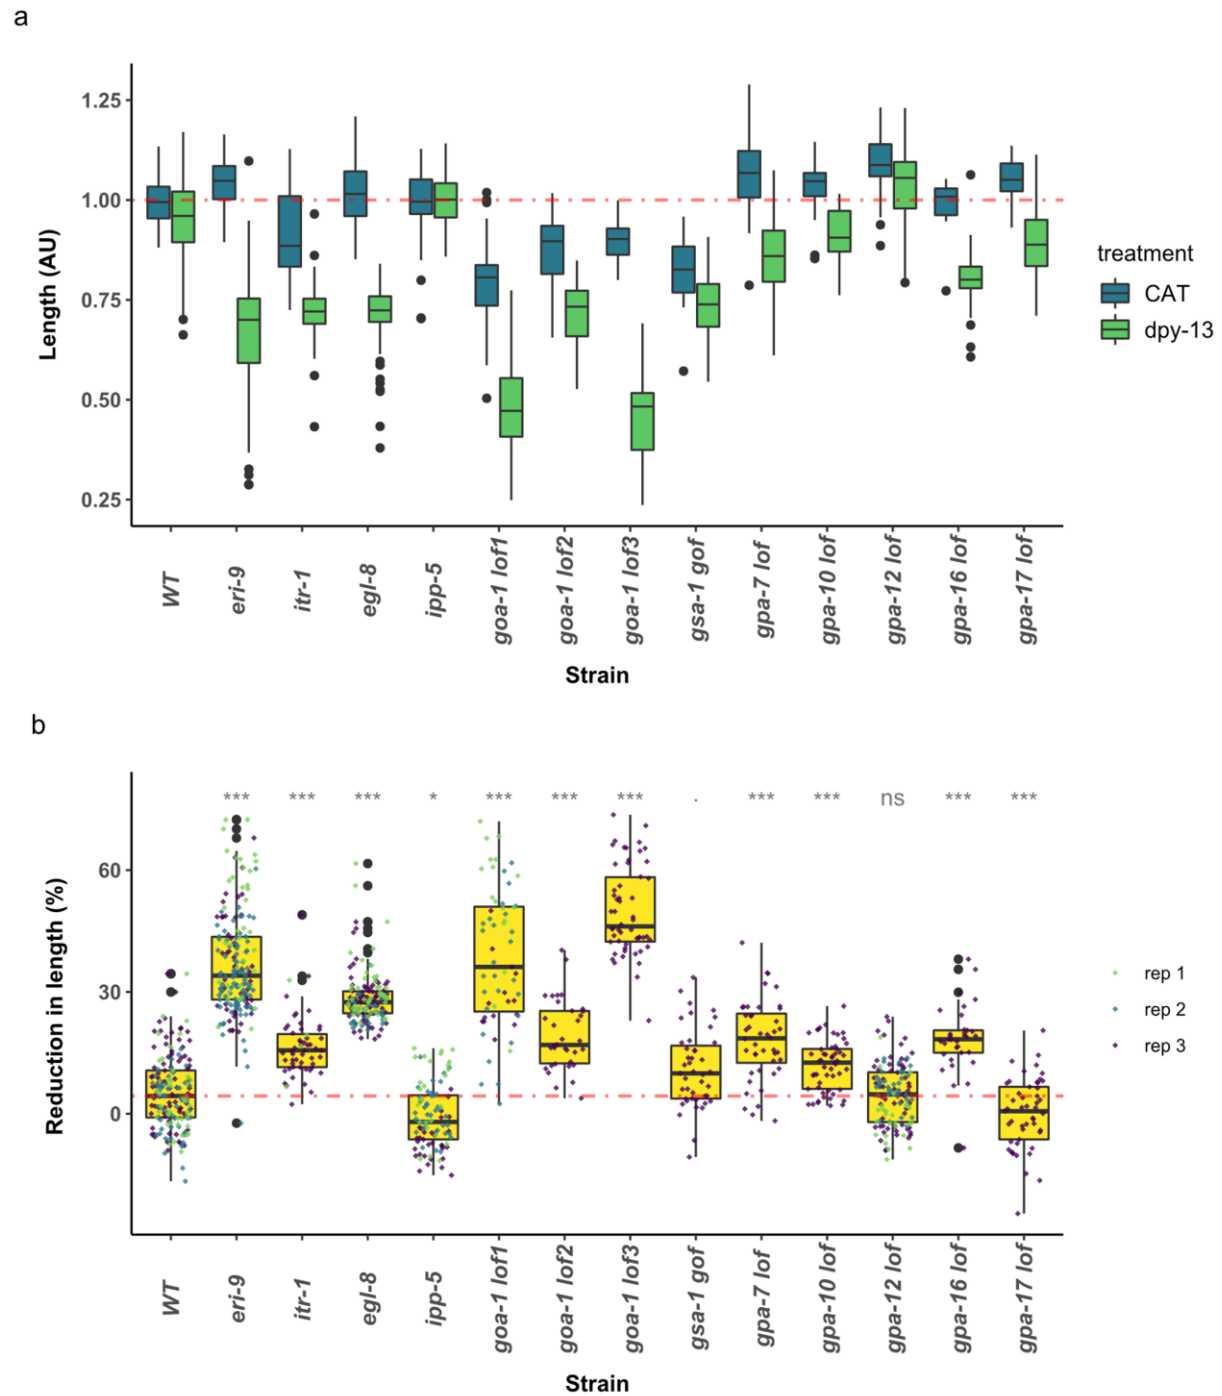 a
1.25
1.00
0.75
0.50
0.25
Length (AU)
WT
eri-9
itr-1
egl-8
ipp-5
goa-1 lof1
goa-1 lof2
goa-1 lof3
gsa-1 gof
gpa-7 lof
gpa-10 lof
gpa-12 lof
gpa-16 lof
gpa-17 lof
Strain
treatment
CAT
dpy-13
b
*** *** *** * *** *** *** . *** *** ns *** ***
60
30
0
Reduction in length (%)
WT
eri-9
itr-1
egl-8
ipp-5
goa-1 lof1
goa-1 lof2
goa-1 lof3
gsa-1 gof
gpa-7 lof
gpa-10 lof
gpa-12 lof
gpa-16 lof
gpa-17 lof
Strain
rep 1
rep 2
rep 3